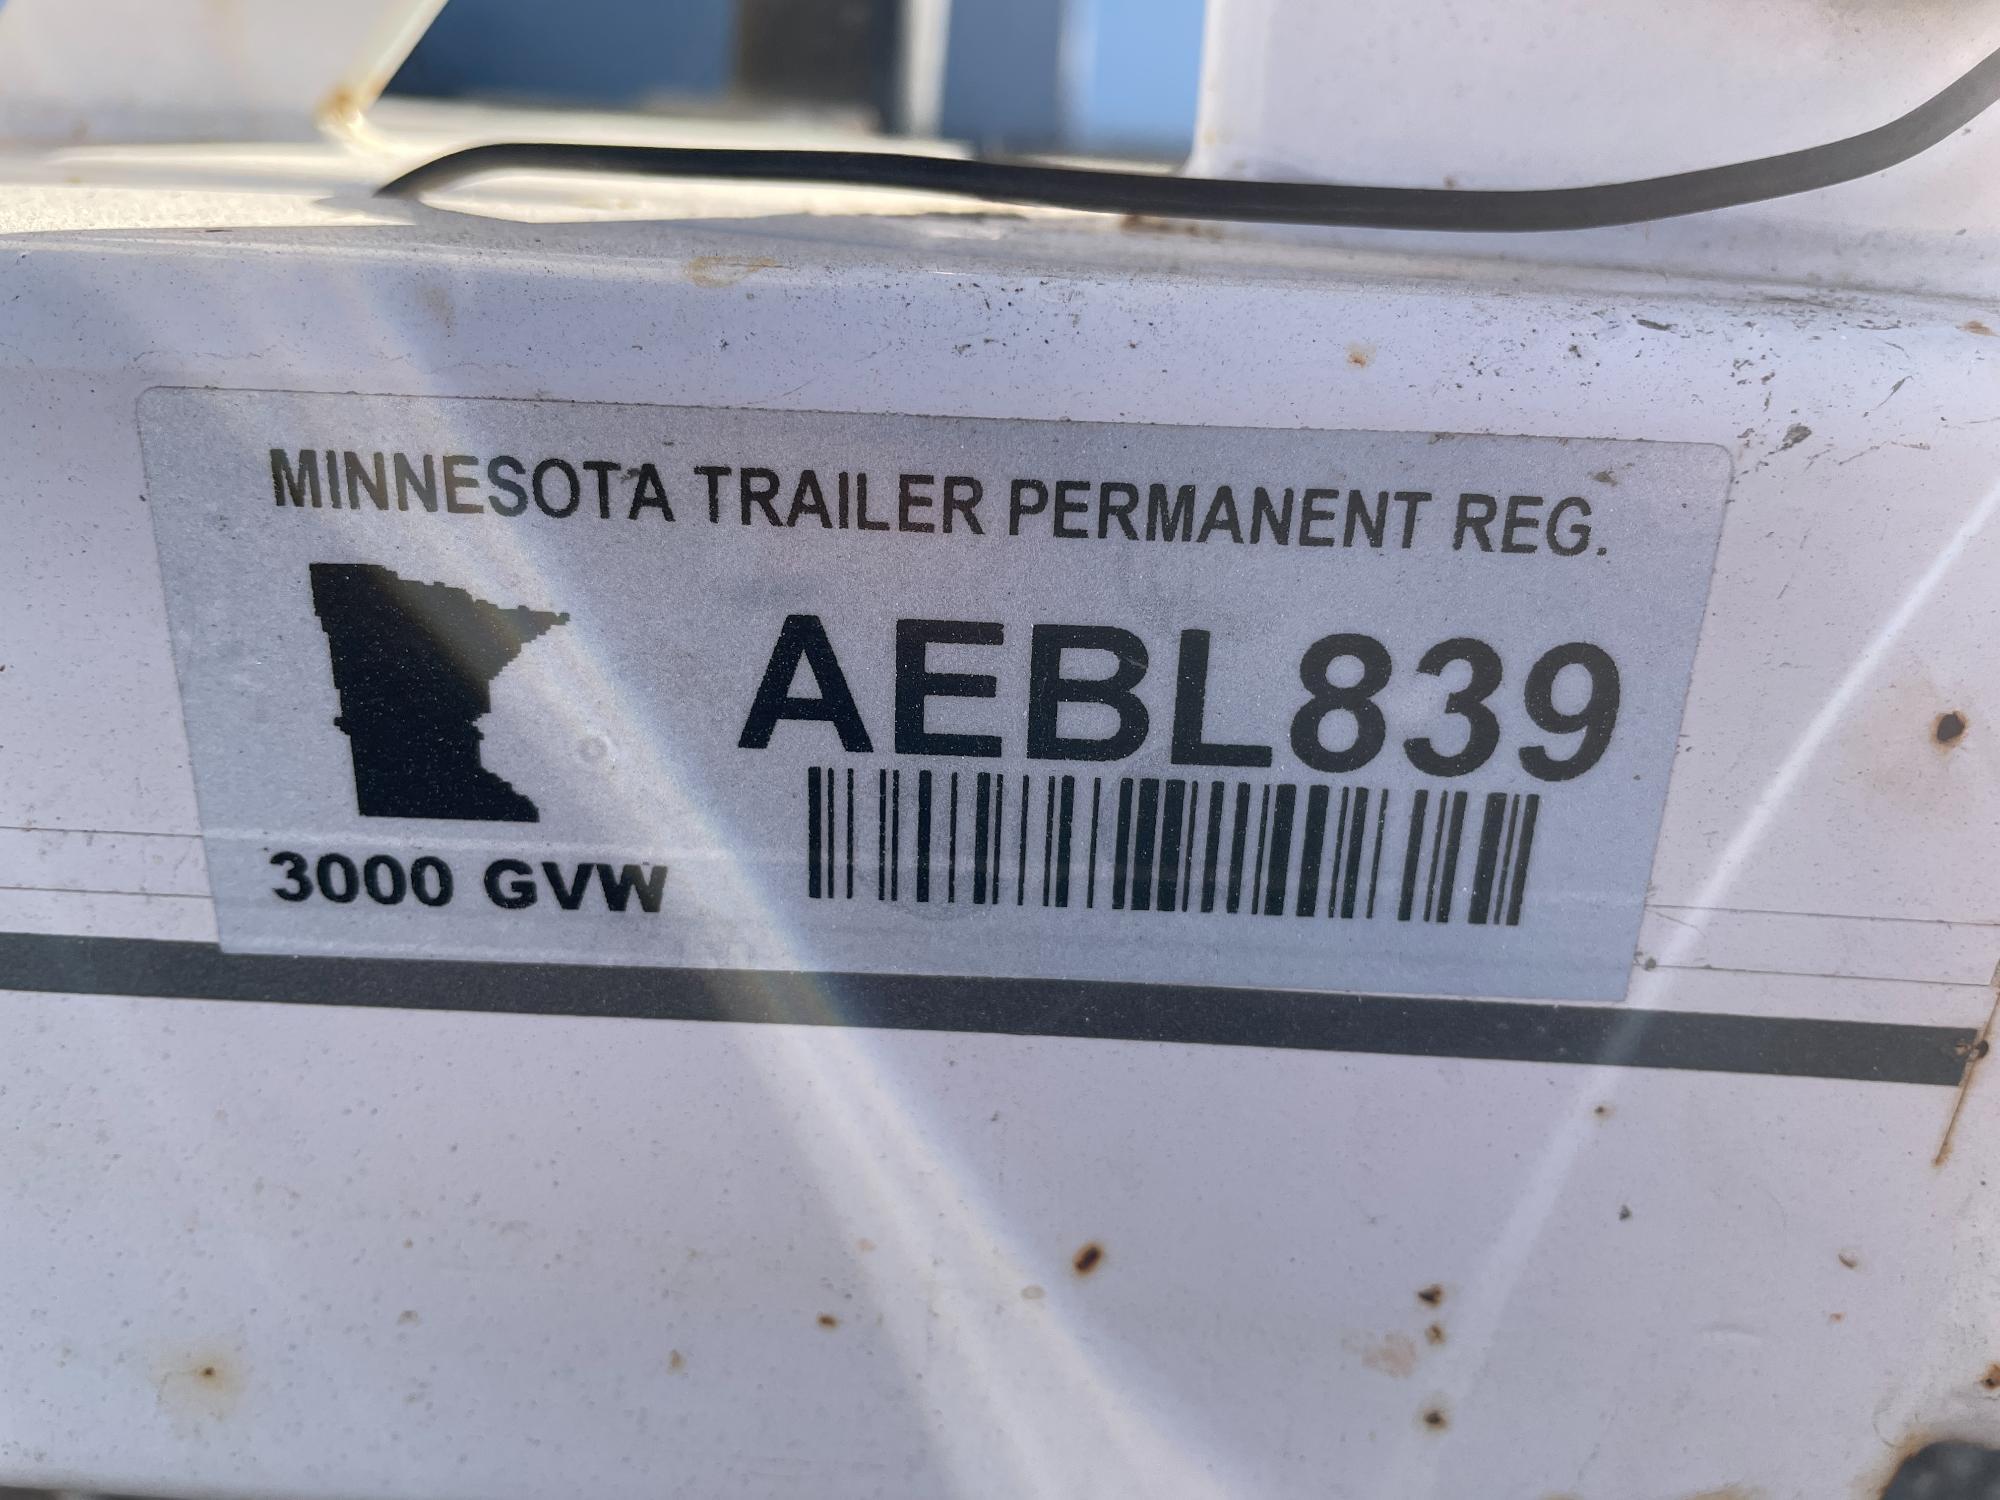 MINNESOTA TRAILER PERMANENT REG.
AEBL839
3000 GVW